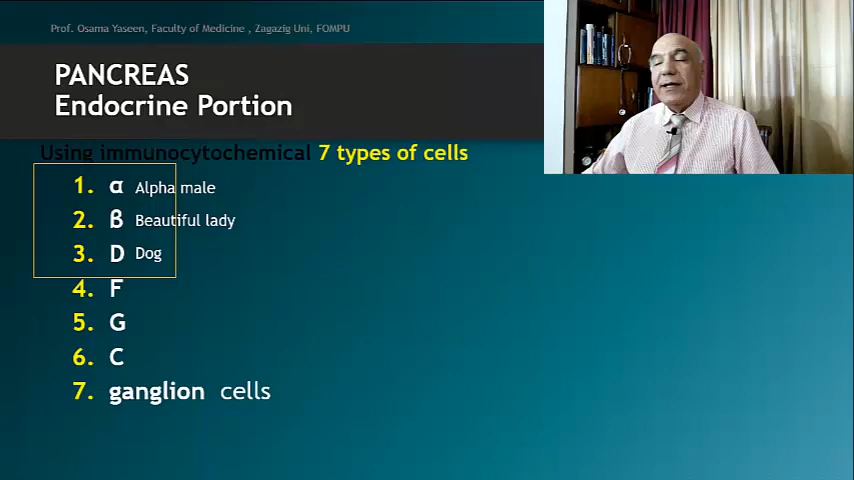 Prof. Osama Yaseen, Faculty of Medicine , Zagazig Uni, FOMPU
PANCREAS
Endocrine Portion
Using immunocytochemical 7 types of cells
1. α Alpha male
2. β Beautiful lady
3. D Dog
4. F
5. G
6. C
7. ganglion cells